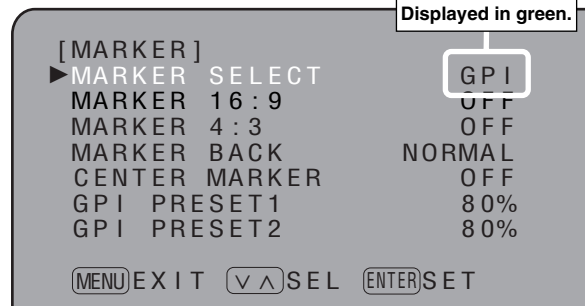 Displayed in green.
[MARKER]
▶MARKER SELECT GPI
MARKER 16:9 OFF
MARKER 4:3 OFF
MARKER BACK NORMAL
CENTER MARKER OFF
GPI PRESET1 80%
GPI PRESET2 80%
MENU EXIT ∨∧ SEL ENTER SET